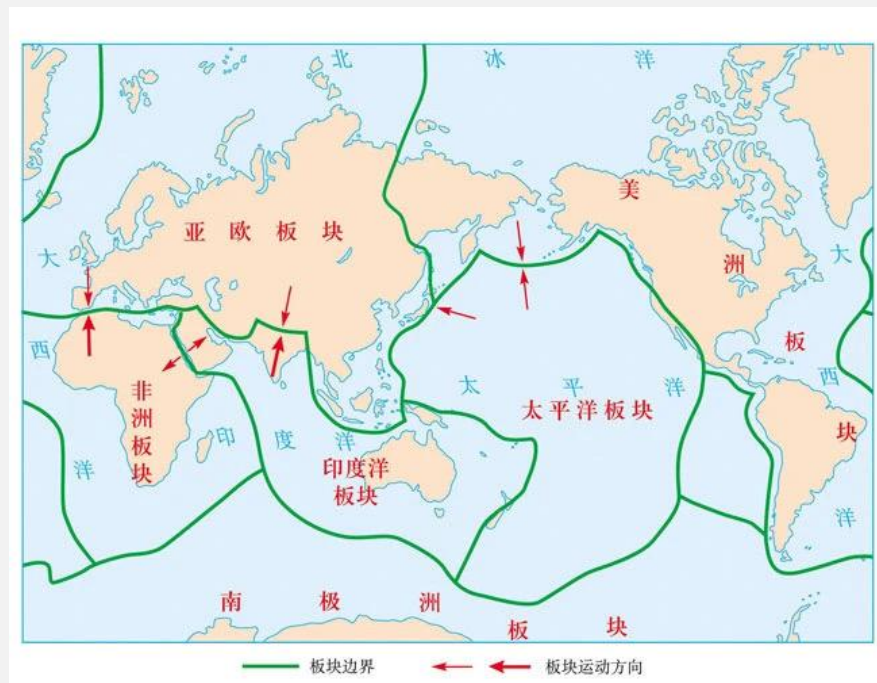 北 冰 洋
亚 欧 板 块
美
洲
板
块
大
西
洋
大
西
洋
非
洲
板
块
印 度 洋
印度洋
板块
太 平 洋
太平洋板块
南 极 洲 板 块
板块边界
板块运动方向